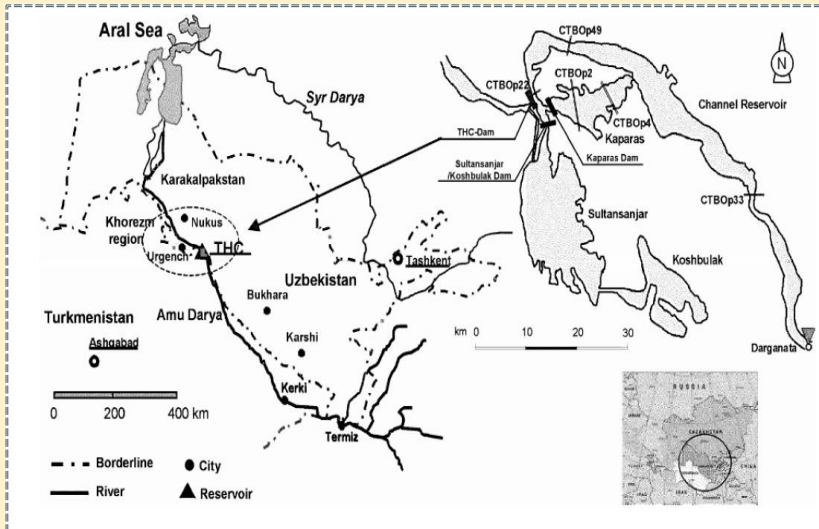 Aral Sea
Syr Darya
Karakalpakstan
Khorezm
region
Nukus
Urgench
THC
Tashkent
Uzbekistan
Bukhara
Turkmenistan
Amu Darya
Ashgabad
Karshi
Kerki
Termiz
0 200 400 km
Borderline
City
River
Reservoir
CTBOp49
N
CTBOp22
CTBOp2
Channel Reservoir
THC-Dam
CTBOp4
Kaparas
Kaparas Dam
Sultansanjar
/Koshbulak Dam
CTBOp33
Sultansanjar
Koshbulak
km 0 10 20 30
Darganata
RUSSIA